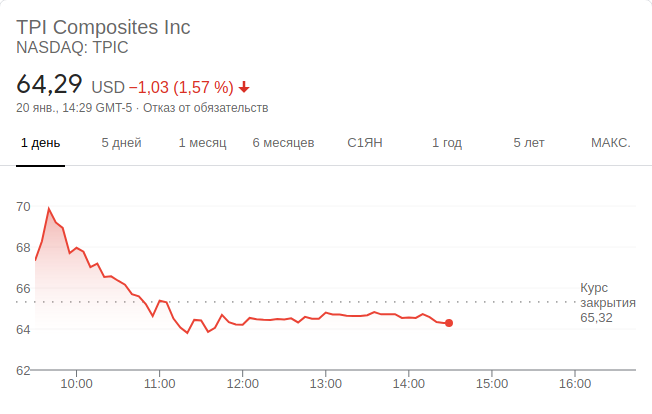 TPI Composites Inc
NASDAQ: TPIC
64,29 USD −1,03 (1,57 %)
20 янв., 14:29 GMT-5 · Отказ от обязательств
1 день 5 дней 1 месяц 6 месяцев С1ЯН 1 год 5 лет МАКС.
70
68
66
64
62
Курс
закрытия
65,32
10:00 11:00 12:00 13:00 14:00 15:00 16:00